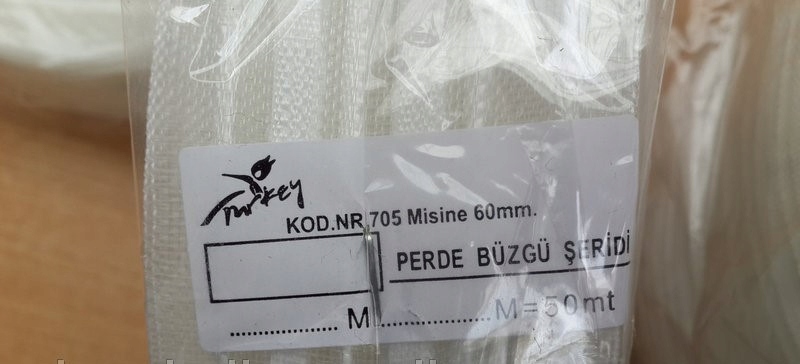 Turkey
KOD.NR 705 Misine 60mm.
PERDE BÜZGÜ ŞERİDİ
.................. M...................M=50mt